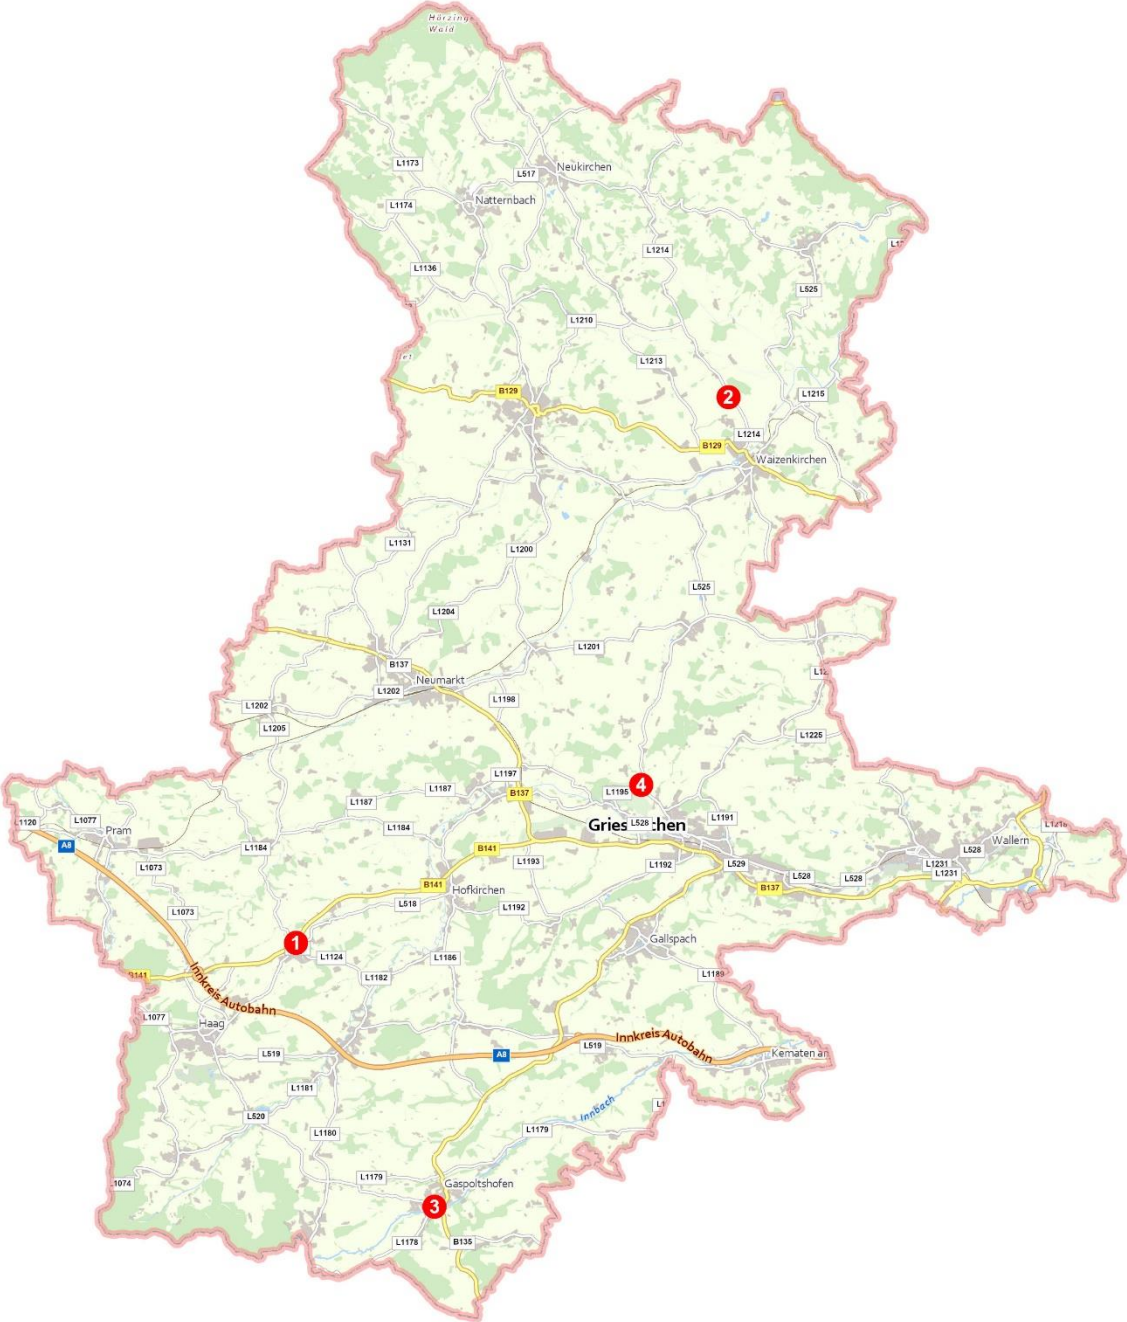 Hörzing
Wald
Neukirchen
L1173
L517
Natternbach
L1174
L1214
L1136
L525
L1210
L1213
B129
L1215
2
L1214
B129
Waizenkirchen
L1131
L1200
L525
L1204
L1201
B137
Neumarkt
L1202
L1198
L1202
L1205
L1225
L1197
4
L1187
L1187
B137
L1195
L1120
L1077
Pram
L1184
L528
L1191
A8
B141
L1184
L1193
L1192
L529
L528
L528
L1231
L1231
L528
Wallern
L1073
B141
Hofkirchen
B137
L518
L1192
L1073
1
Gallspach
L1124
L1186
L1182
L1189
B141
Innkreis Autobahn
L1077
Haag
Innkreis Autobahn
L519
A8
L519
Kematen an
L1181
L520
L1180
Innbach
L1179
L1179
Gaspoltshofen
1074
3
L1178
B135